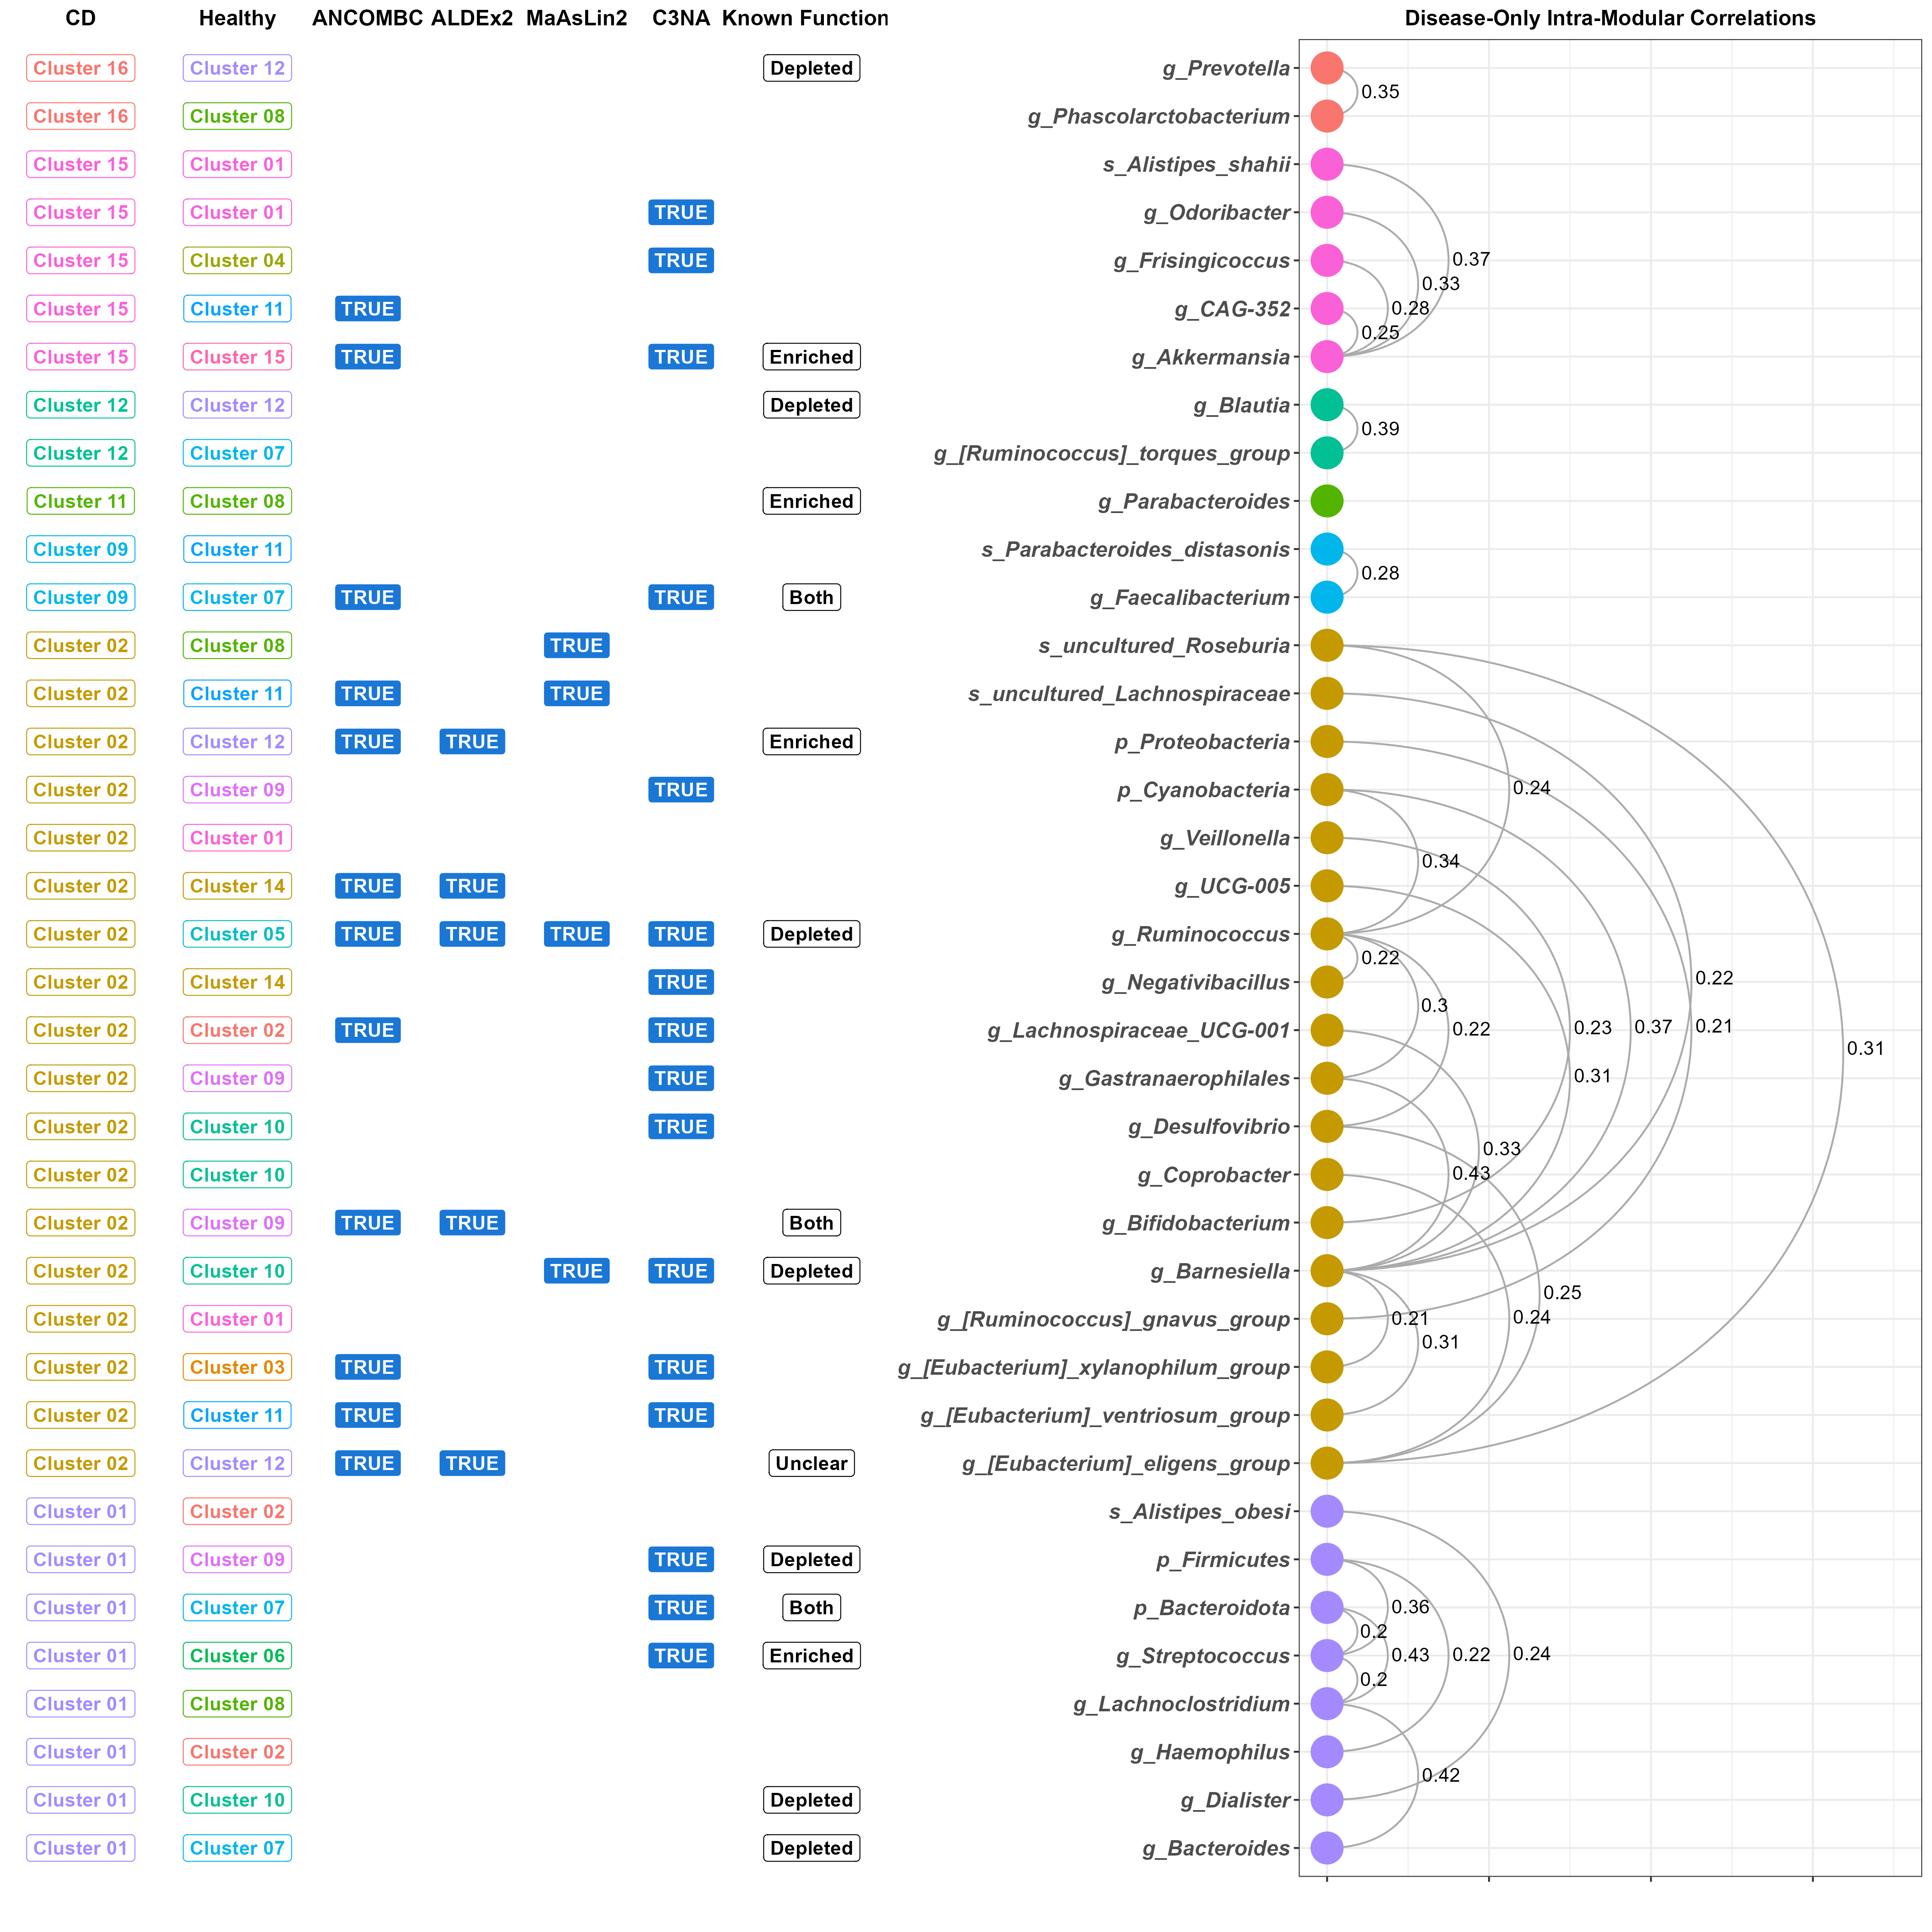 CD Healthy ANCOMBC ALDEx2 MaAsLin2 C3NA Known Function Disease-Only Intra-Modular Correlations
Cluster 16 Cluster 12 Depleted g_Prevotella
0.35
Cluster 16 Cluster 08 g_Phascolarctobacterium
Cluster 15 Cluster 01 s_Alistipes_shahii
Cluster 15 Cluster 01 TRUE g_Odoribacter
Cluster 15 Cluster 04 TRUE g_Frisingicoccus 0.37
0.33
Cluster 15 Cluster 11 TRUE g_CAG-352 0.28
0.25
Cluster 15 Cluster 15 TRUE TRUE Enriched g_Akkermansia
Cluster 12 Cluster 12 Depleted g_Blautia
0.39
Cluster 12 Cluster 07 g_[Ruminococcus]_torques_group
Cluster 11 Cluster 08 Enriched g_Parabacteroides
Cluster 09 Cluster 11 s_Parabacteroides_distasonis
0.28
Cluster 09 Cluster 07 TRUE TRUE Both g_Faecalibacterium
Cluster 02 Cluster 08 TRUE s_uncultured_Roseburia
Cluster 02 Cluster 11 TRUE TRUE s_uncultured_Lachnospiraceae
Cluster 02 Cluster 12 TRUE TRUE Enriched p_Proteobacteria
Cluster 02 Cluster 09 TRUE p_Cyanobacteria 0.24
Cluster 02 Cluster 01 g_Veillonella
0.34
Cluster 02 Cluster 14 TRUE TRUE g_UCG-005
Cluster 02 Cluster 05 TRUE TRUE TRUE TRUE Depleted g_Ruminococcus
0.22
Cluster 02 Cluster 14 TRUE g_Negativibacillus 0.22
0.3
Cluster 02 Cluster 02 TRUE TRUE g_Lachnospiraceae_UCG-001 0.22 0.23 0.37 0.21
0.31
Cluster 02 Cluster 09 TRUE g_Gastranaerophilales 0.31
Cluster 02 Cluster 10 TRUE g_Desulfovibrio
0.33
Cluster 02 Cluster 10 g_Coprobacter 0.43
Cluster 02 Cluster 09 TRUE TRUE Both g_Bifidobacterium
Cluster 02 Cluster 10 TRUE TRUE Depleted g_Barnesiella
0.25
Cluster 02 Cluster 01 g_[Ruminococcus]_gnavus_group 0.21 0.24
0.31
Cluster 02 Cluster 03 TRUE TRUE g_[Eubacterium]_xylanophilum_group
Cluster 02 Cluster 11 TRUE TRUE g_[Eubacterium]_ventriosum_group
Cluster 02 Cluster 12 TRUE TRUE Unclear g_[Eubacterium]_eligens_group
Cluster 01 Cluster 02 s_Alistipes_obesi
Cluster 01 Cluster 09 TRUE Depleted p_Firmicutes
Cluster 01 Cluster 07 TRUE Both p_Bacteroidota 0.36
0.2
Cluster 01 Cluster 06 TRUE Enriched g_Streptococcus 0.43 0.22 0.24
0.2
Cluster 01 Cluster 08 g_Lachnoclostridium
Cluster 01 Cluster 02 g_Haemophilus
0.42
Cluster 01 Cluster 10 Depleted g_Dialister
Cluster 01 Cluster 07 Depleted g_Bacteroides